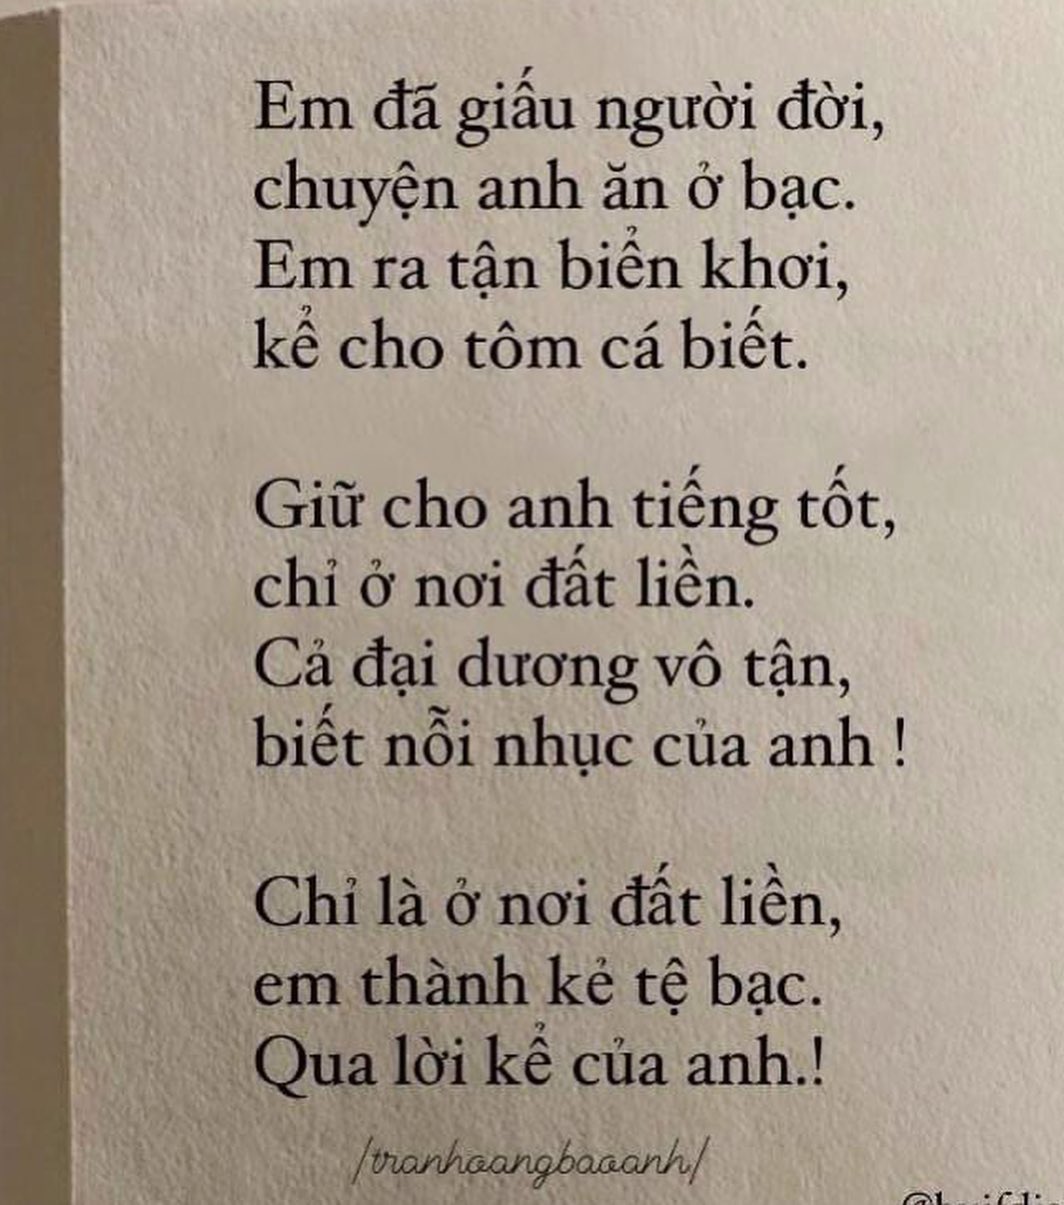 Em đã giấu người đời,
chuyện anh ăn ở bạc.
Em ra tận biển khơi,
kể cho tôm cá biết.
Giữ cho anh tiếng tốt,
chỉ ở nơi đất liền.
Cả đại dương vô tận,
biết nỗi nhục của anh !
Chỉ là ở nơi đất liền,
em thành kẻ tệ bạc.
Qua lời kể của anh.!
/tranhoangbaoanh/